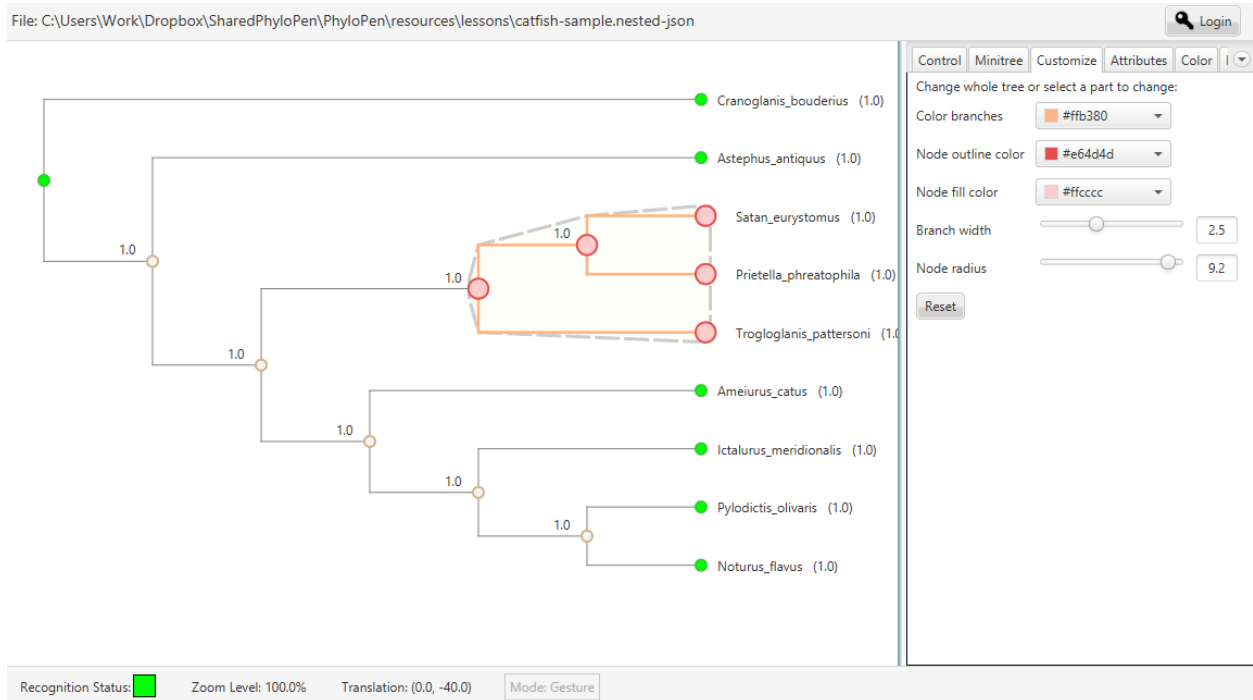 File: C:\Users\Work\Dropbox\SharedPhyloPen\PhyloPen\resources\lessons\catfish-sample.nested-json
Login
Control Minitree Customize Attributes Color
Change whole tree or select a part to change:
Color branches #ffb380
Node outline color #e64d4d
Node fill color #ffcccc
Branch width 2.5
Node radius 9.2
Reset
Cranoglanis_bouderius (1.0)
Astephus_antiquus (1.0)
Satan_eurystomus (1.0)
1.0
1.0
Prietella_phreatophila (1.0)
1.0
Trogloglanis_pattersoni (1.0
1.0
Ameiurus_catus (1.0)
1.0
Ictalurus_meridionalis (1.0)
1.0
Pylodictis_olivaris (1.0)
1.0
Noturus_flavus (1.0)
Recognition Status: Zoom Level: 100.0% Translation: (0.0, -40.0) Mode: Gesture